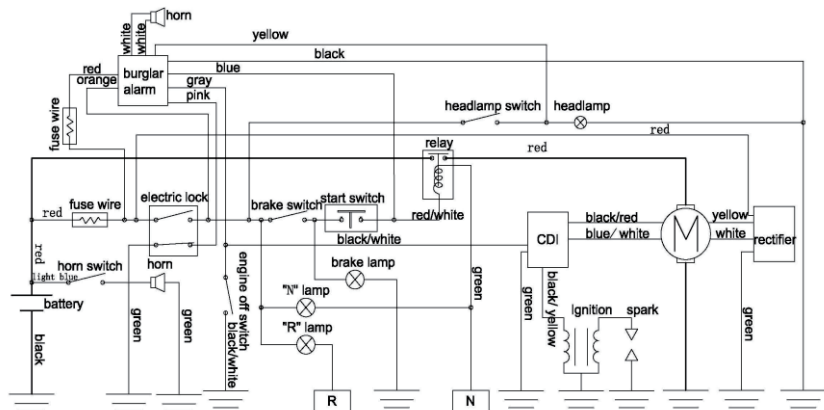 horn
white
white
yellow
black
red
orange
burglar
alarm
blue
gray
pink
fuse wire
headlamp switch
headlamp
red
relay
red
red
fuse wire
electric lock
brake switch
start switch
red/white
black/white
CDI
black/red
blue/ white
M
yellow
white
rectifier
red
light blue
horn switch
horn
battery
engine off switch
brake lamp
"N" lamp
"R" lamp
green
green
black/white
green
green
black/ yellow
Ignition
spark
green
black
R
N